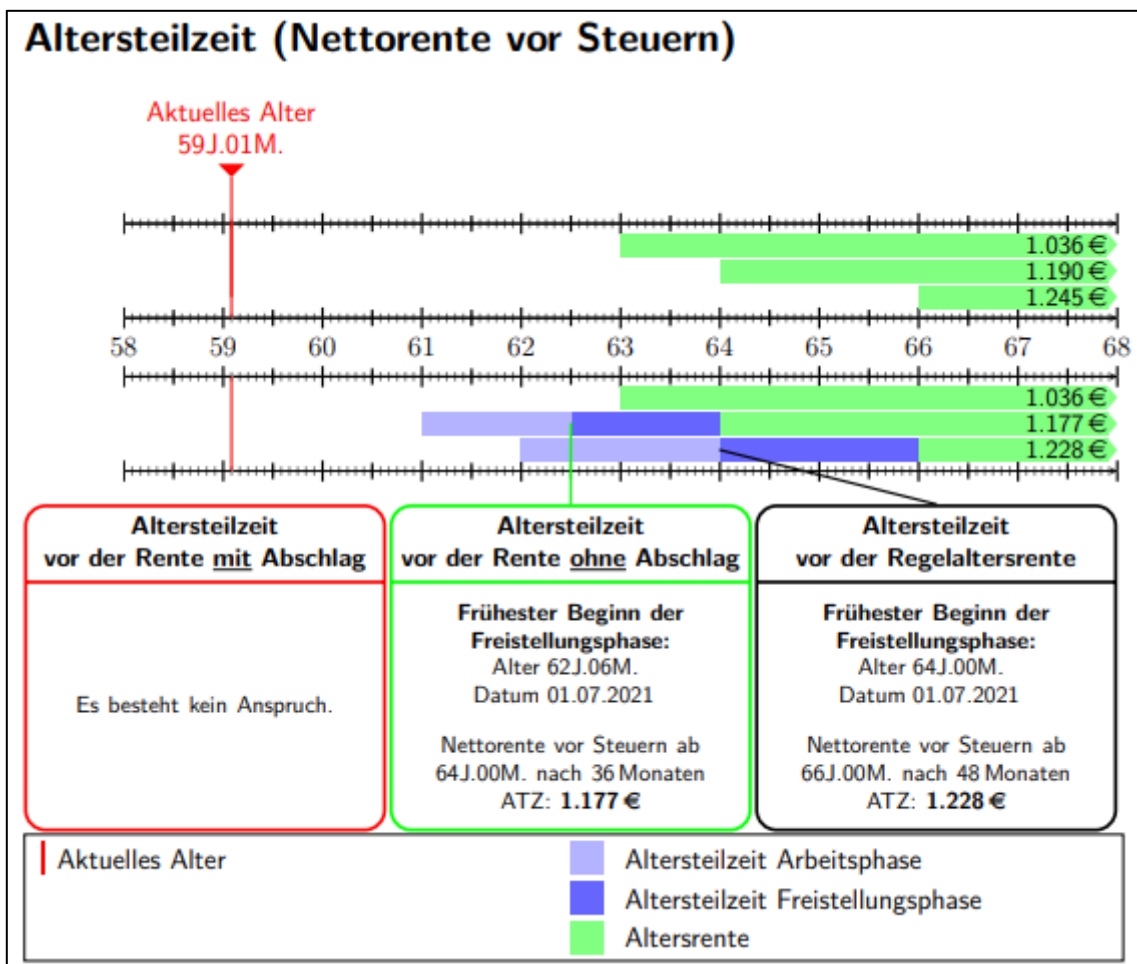 Altersteilzeit (Nettorente vor Steuern)
Aktuelles Alter
59J.01M.
1.036 €
1.190 €
1.245 €
58 59 60 61 62 63 64 65 66 67 68
1.036 €
1.177 €
1.228 €
Altersteilzeit
vor der Rente mit Abschlag
Es besteht kein Anspruch.
Altersteilzeit
vor der Rente ohne Abschlag
Frühester Beginn der
Freistellungsphase:
Alter 62J.06M.
Datum 01.07.2021
Nettorente vor Steuern ab
64J.00M. nach 36 Monaten
ATZ: 1.177 €
Altersteilzeit
vor der Regelaltersrente
Frühester Beginn der
Freistellungsphase:
Alter 64J.00M.
Datum 01.07.2021
Nettorente vor Steuern ab
66J.00M. nach 48 Monaten
ATZ: 1.228 €
Aktuelles Alter
Altersteilzeit Arbeitsphase
Altersteilzeit Freistellungsphase
Altersrente